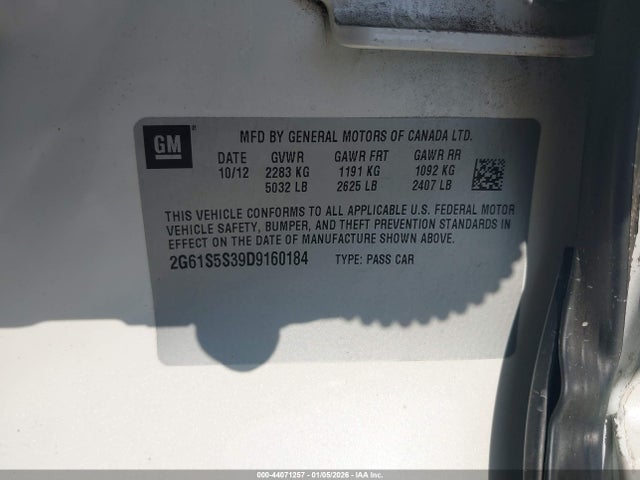 GM
MFD BY GENERAL MOTORS OF CANADA LTD.
DATE GVWR GAWR FRT GAWR RR
10/12 2283 KG 1191 KG 1092 KG
5032 LB 2625 LB 2407 LB
THIS VEHICLE CONFORMS TO ALL APPLICABLE U.S. FEDERAL MOTOR
VEHICLE SAFETY, BUMPER, AND THEFT PREVENTION STANDARDS IN
EFFECT ON THE DATE OF MANUFACTURE SHOWN ABOVE.
2G61S5S39D9160184 TYPE: PASS CAR
000-44071257 - 01/05/2026 - IAAI INC.